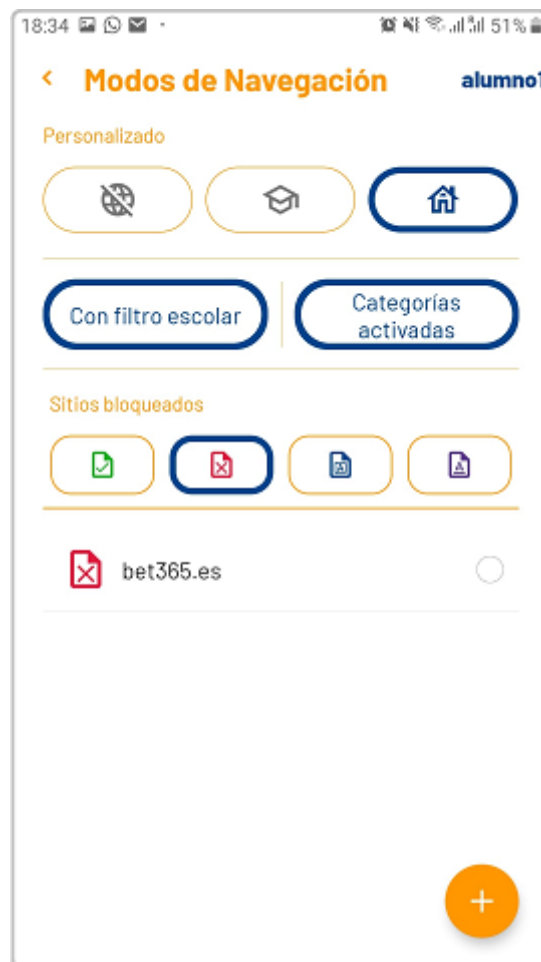 18:34 51%
Modos de Navegación alumno1
Personalizado
Con filtro escolar
Categorías
activadas
Sitios bloqueados
bet365.es